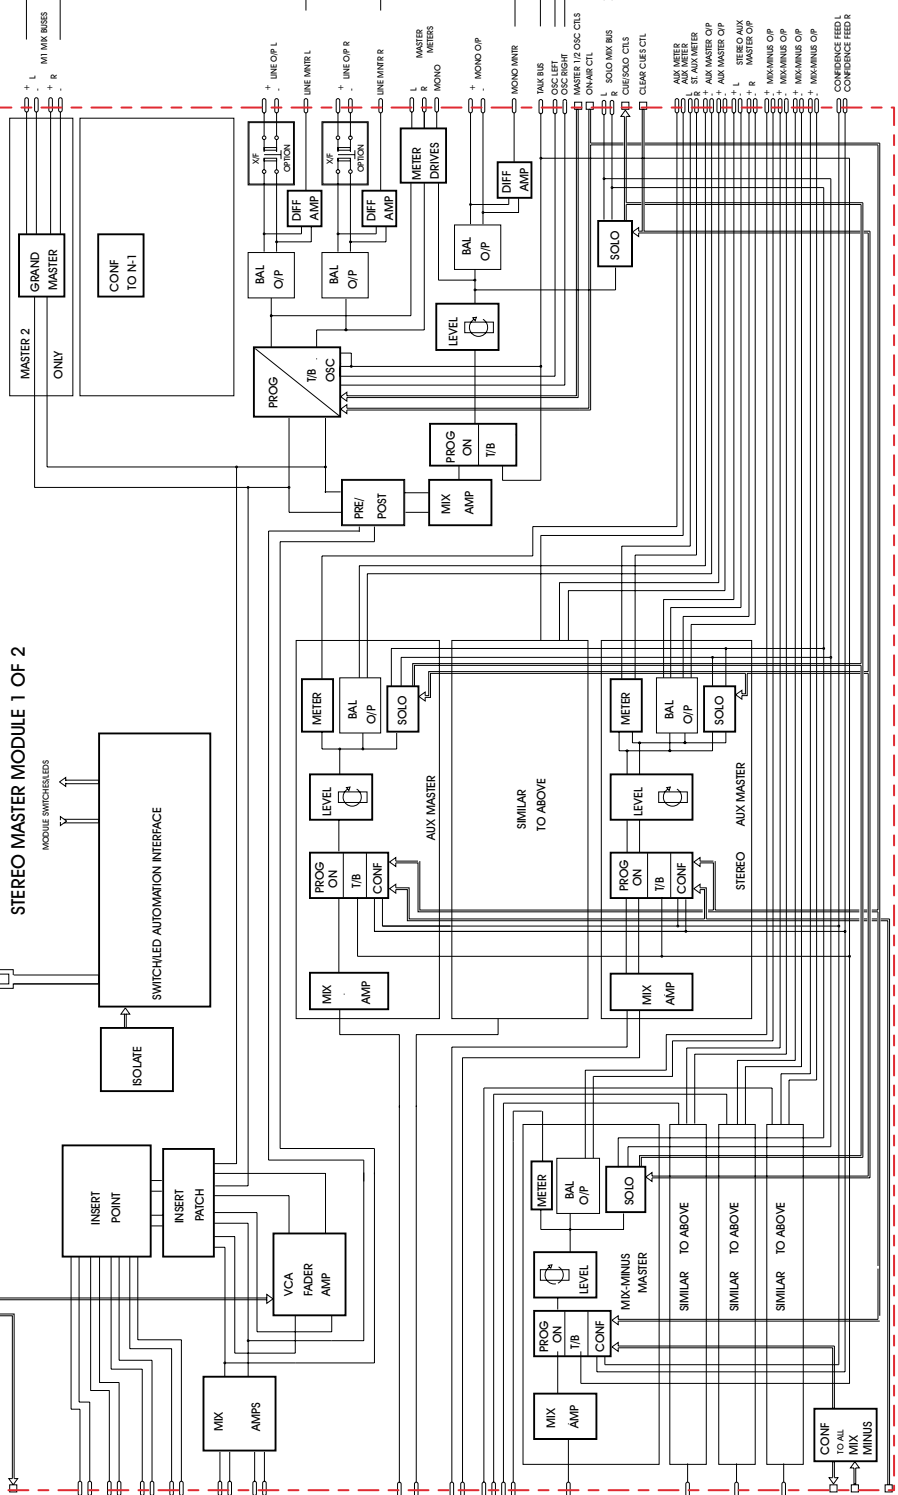 +
-
L
R
+
-
M1 MIX BUSES
+
-
LINE O/P L
LINE MNTR L
+
-
LINE O/P R
LINE MNTR R
L
R
MASTER
METERS
MONO
+
-
MONO O/P
MONO MNTR
TALK BUS
OSC LEFT
OSC RIGHT
MASTER 1/2 OSC CTLS
ON-AIR CTL
L
R
SOLO MIX BUS
CUE/SOLO CTLS
CLEAR CUES CTL
AUX METER
AUX METER
L
R
ST. AUX METER
+
-
AUX MASTER O/P
+
-
AUX MASTER O/P
+
-
L
+
-
R
STEREO AUX
MASTER O/P
+
-
MIX-MINUS O/P
+
-
MIX-MINUS O/P
+
-
MIX-MINUS O/P
+
-
MIX-MINUS O/P
CONFIDENCE FEED L
CONFIDENCE FEED R
GRAND
MASTER
MASTER 2
ONLY
CONF
TO N-1
X/F
OPTION
DIFF
AMP
BAL
O/P
X/F
OPTION
DIFF
AMP
BAL
O/P
METER
DRIVES
DIFF
AMP
BAL
O/P
SOLO
LEVEL
PROG
T/B
OSC
PROG
ON
T/B
PRE/
POST
MIX
AMP
STEREO MASTER MODULE 1 OF 2
MODULE SWITCHES/LEDS
SWITCH/LED AUTOMATION INTERFACE
ISOLATE
METER
BAL
O/P
SOLO
LEVEL
AUX MASTER
PROG
ON
T/B
CONF
MIX
AMP
SIMILAR
TO ABOVE
METER
BAL
O/P
SOLO
LEVEL
STEREO AUX MASTER
PROG
ON
T/B
CONF
MIX
AMP
INSERT
POINT
INSERT
PATCH
VCA
FADER
AMP
MIX
AMPS
METER
BAL
O/P
SOLO
LEVEL
MIX-MINUS
MASTER
PROG
ON
T/B
CONF
MIX
AMP
SIMILAR TO ABOVE
SIMILAR TO ABOVE
SIMILAR TO ABOVE
CONF
TO ALL
MIX
MINUS